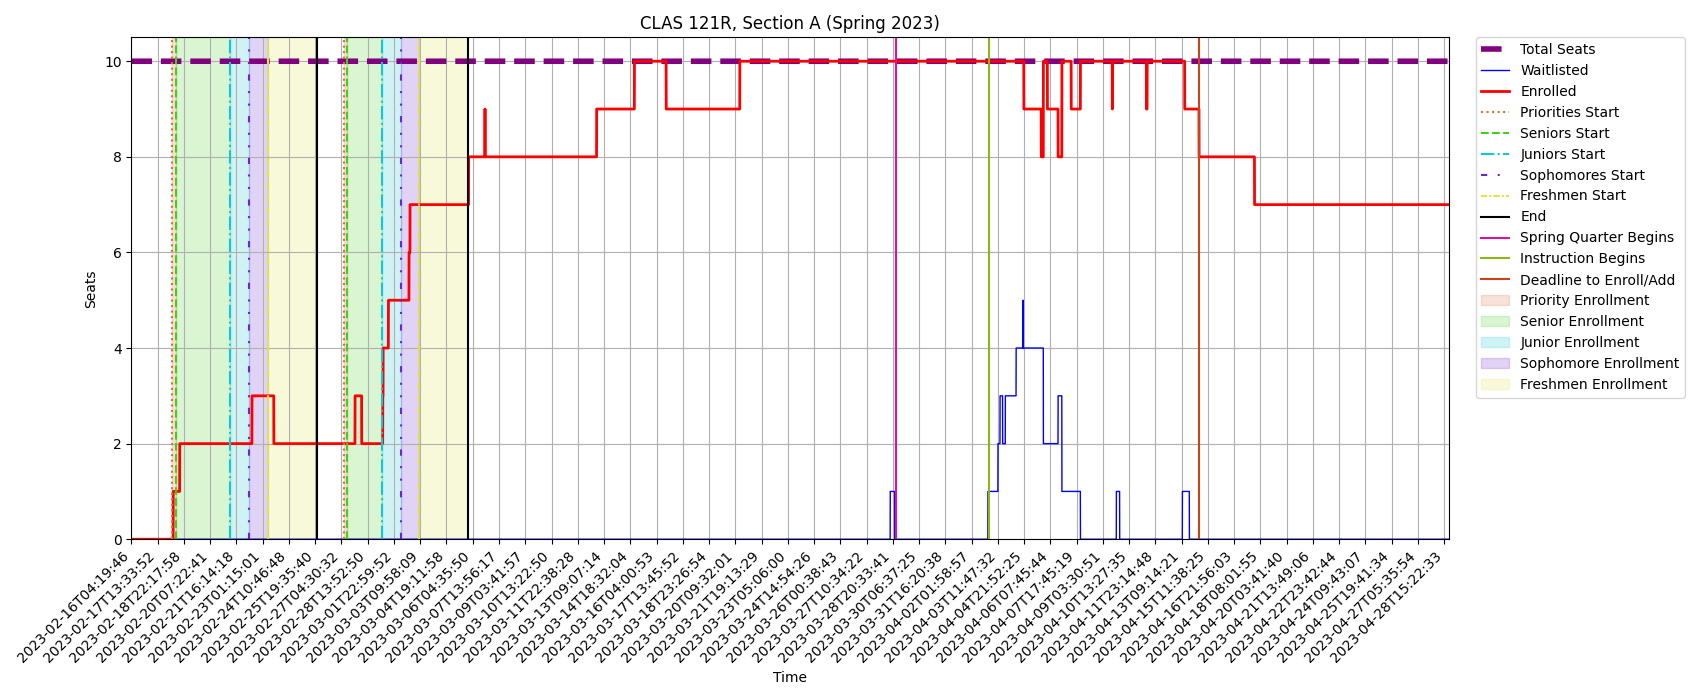 CLAS 121R, Section A (Spring 2023)
Seats
10
8
6
4
2
0
2023-02-16T04:19:46
2023-02-17T13:33:52
2023-02-18T22:17:58
2023-02-20T07:22:41
2023-02-21T16:14:18
2023-02-23T01:15:01
2023-02-24T10:46:48
2023-02-25T19:35:40
2023-02-27T04:30:32
2023-02-28T13:52:50
2023-03-01T22:59:52
2023-03-03T09:58:09
2023-03-04T19:11:58
2023-03-06T04:35:50
2023-03-07T13:56:17
2023-03-09T03:41:57
2023-03-10T13:22:50
2023-03-11T22:38:28
2023-03-13T09:07:14
2023-03-14T18:32:04
2023-03-16T04:00:53
2023-03-17T13:45:52
2023-03-18T23:26:54
2023-03-20T09:32:01
2023-03-21T19:13:29
2023-03-23T05:06:00
2023-03-24T14:54:26
2023-03-26T00:38:43
2023-03-27T10:34:22
2023-03-28T20:33:41
2023-03-30T06:37:25
2023-03-31T16:20:38
2023-04-02T01:58:57
2023-04-03T11:47:32
2023-04-04T21:52:25
2023-04-06T07:45:44
2023-04-07T17:45:19
2023-04-09T03:30:51
2023-04-10T13:27:35
2023-04-11T23:14:48
2023-04-13T09:14:21
2023-04-15T11:38:25
2023-04-16T21:56:03
2023-04-18T08:01:55
2023-04-20T03:41:40
2023-04-21T13:49:06
2023-04-22T23:42:44
2023-04-24T09:43:07
2023-04-25T19:41:34
2023-04-27T05:35:54
2023-04-28T15:22:33
Time
Total Seats
Waitlisted
Enrolled
Priorities Start
Seniors Start
Juniors Start
Sophomores Start
Freshmen Start
End
Spring Quarter Begins
Instruction Begins
Deadline to Enroll/Add
Priority Enrollment
Senior Enrollment
Junior Enrollment
Sophomore Enrollment
Freshmen Enrollment